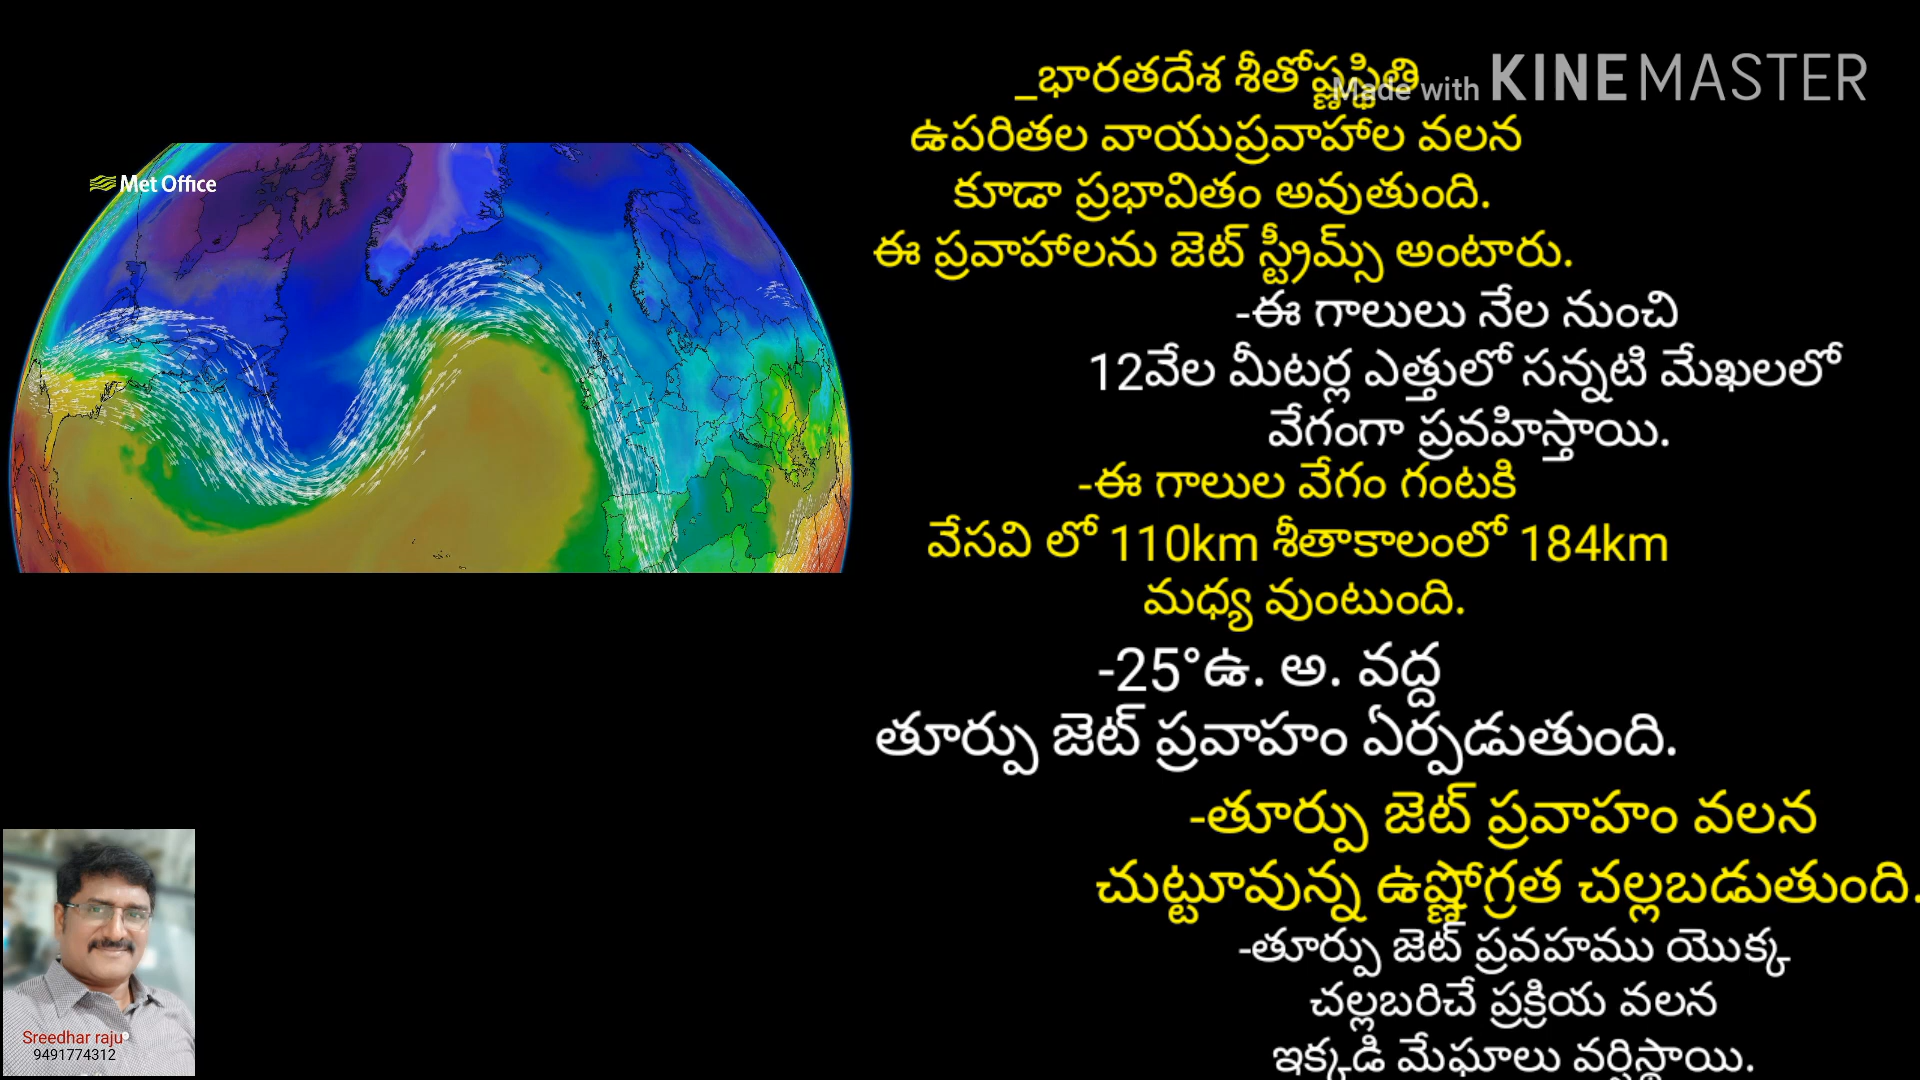 Made with KINEMASTER
Met Office
_భారతదేశ శీతోష్ణస్థితి
ఉపరితల వాయుప్రవాహాల వలన
కూడా ప్రభావితం అవుతుంది.
ఈ ప్రవాహాలను జెట్ స్ట్రీమ్స్ అంటారు.
-ఈ గాలులు నేల నుంచి
12వేల మీటర్ల ఎత్తులో సన్నటి మేఖలలో
వేగంగా ప్రవహిస్తాయి.
-ఈ గాలుల వేగం గంటకి
వేసవి లో 110km శీతాకాలంలో 184km
మధ్య వుంటుంది.
-25°ఉ. అ. వద్ద
తూర్పు జెట్ ప్రవాహం ఏర్పడుతుంది.
-తూర్పు జెట్ ప్రవాహం వలన
చుట్టూవున్న ఉష్ణోగ్రత చల్లబడుతుంది.
-తూర్పు జెట్ ప్రవహము యొక్క
చల్లబరిచే ప్రక్రియ వలన
ఇక్కడి మేఘాలు వర్షిస్తాయి.
Sreedhar raju
9491774312